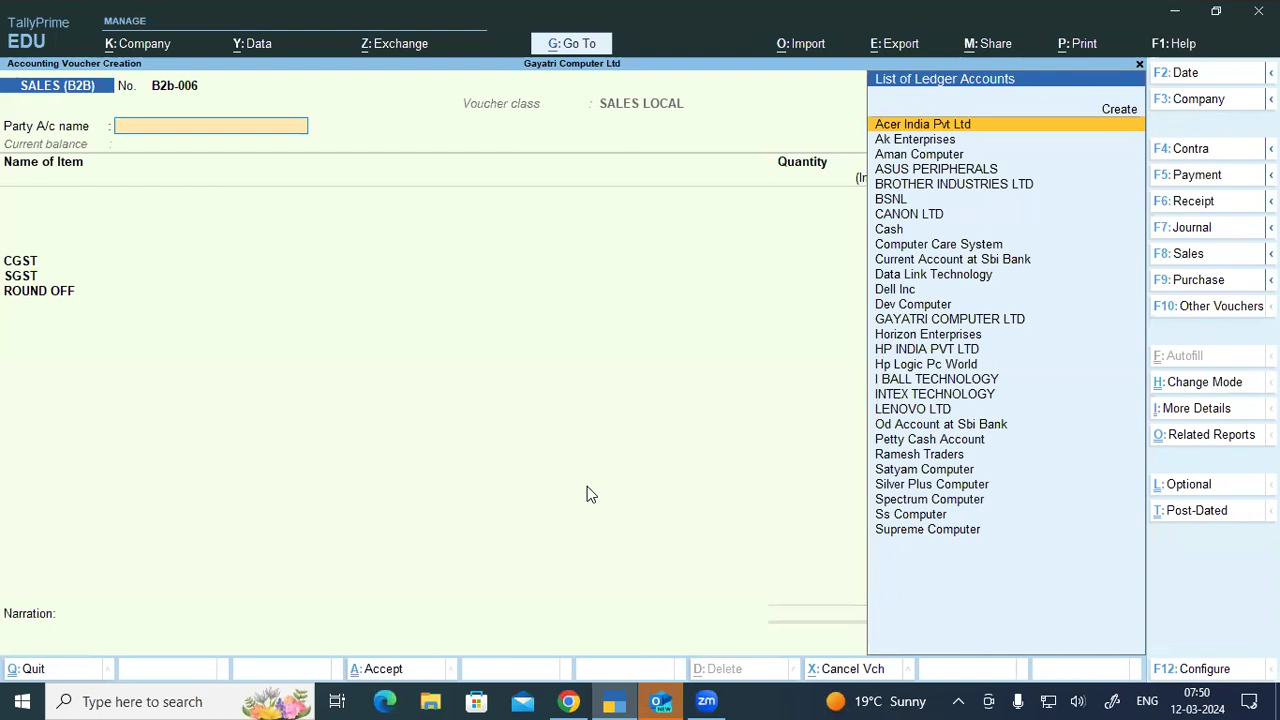 TallyPrime
EDU
MANAGE
K: Company
Y: Data
Z: Exchange
G: Go To
O: Import
E: Export
M: Share
P: Print
F1: Help
Accounting Voucher Creation
Gayatri Computer Ltd
SALES (B2B)
No. B2b-006
Voucher class : SALES LOCAL
Party A/c name :
Current balance :
Name of Item
Quantity
CGST
SGST
ROUND OFF
Narration:
List of Ledger Accounts
Create
Acer India Pvt Ltd
Ak Enterprises
Aman Computer
ASUS PERIPHERALS
BROTHER INDUSTRIES LTD
BSNL
CANON LTD
Cash
Computer Care System
Current Account at Sbi Bank
Data Link Technology
Dell Inc
Dev Computer
GAYATRI COMPUTER LTD
Horizon Enterprises
HP INDIA PVT LTD
Hp Logic Pc World
I BALL TECHNOLOGY
INTEX TECHNOLOGY
LENOVO LTD
Od Account at Sbi Bank
Petty Cash Account
Ramesh Traders
Satyam Computer
Silver Plus Computer
Spectrum Computer
Ss Computer
Supreme Computer
F2: Date
F3: Company
F4: Contra
F5: Payment
F6: Receipt
F7: Journal
F8: Sales
F9: Purchase
F10: Other Vouchers
F: Autofill
H: Change Mode
I: More Details
O: Related Reports
L: Optional
T: Post-Dated
Q: Quit
A: Accept
D: Delete
X: Cancel Vch
F12: Configure
Type here to search
NEW
zm
19°C Sunny
ENG
07:50
12-03-2024